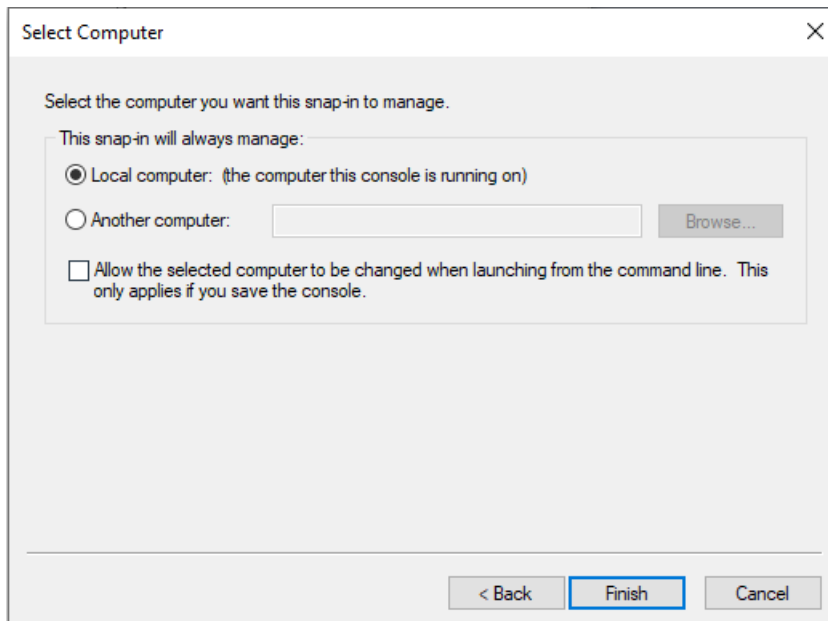 Select Computer
Select the computer you want this snap-in to manage.
This snap-in will always manage:
Local computer: (the computer this console is running on)
Another computer:
Browse...
Allow the selected computer to be changed when launching from the command line. This
only applies if you save the console.
< Back
Finish
Cancel